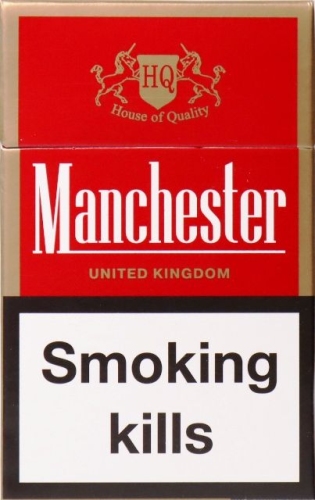 HQ
House of Quality
Manchester
UNITED KINGDOM
Smoking
kills